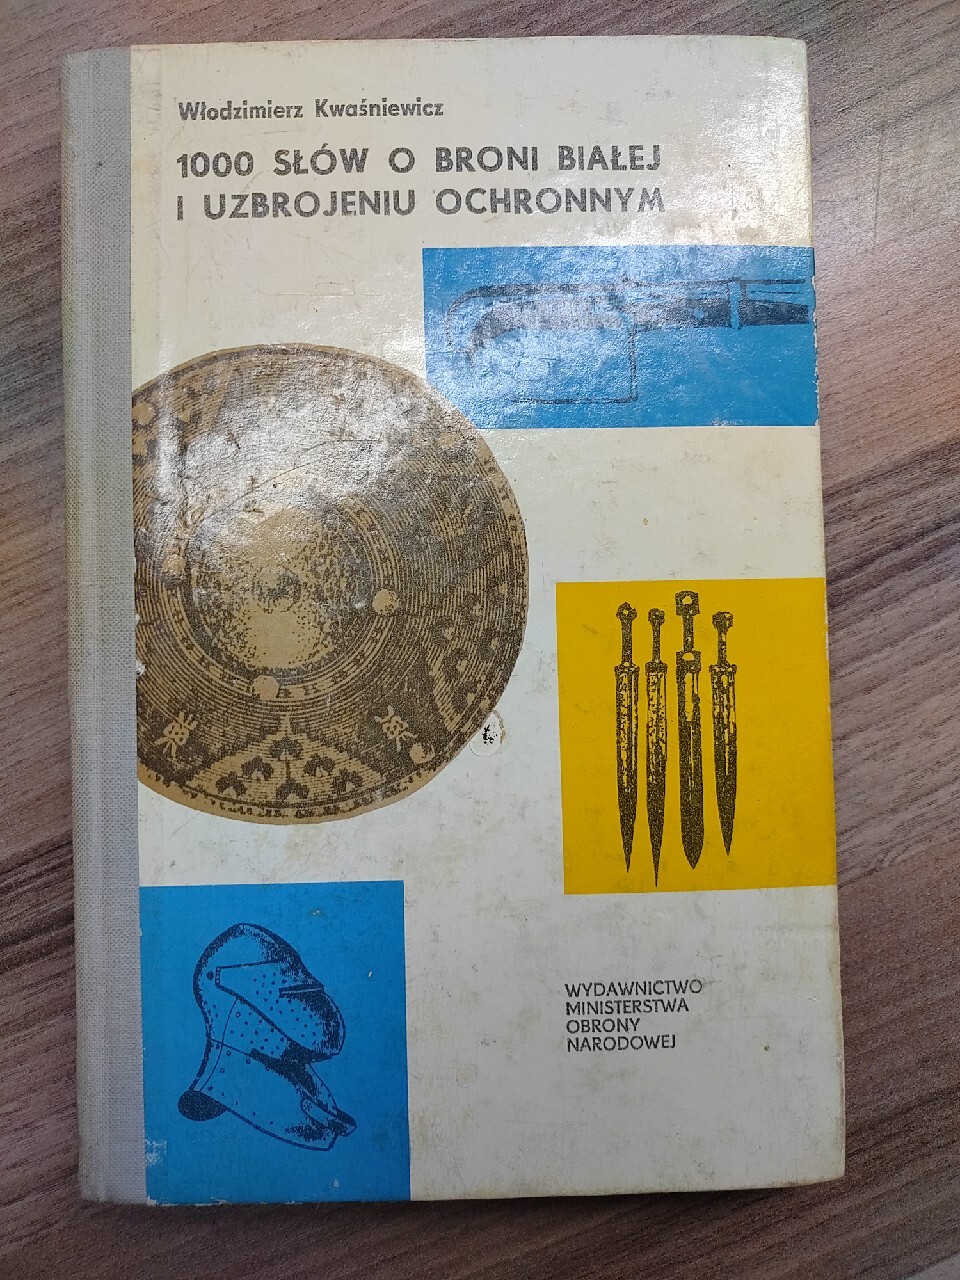 Włodzimierz Kwaśniewicz
1000 SŁÓW O BRONI BIAŁEJ
I UZBROJENIU OCHRONNYM
WYDAWNICTWO
MINISTERSTWA
OBRONY
NARODOWEJ